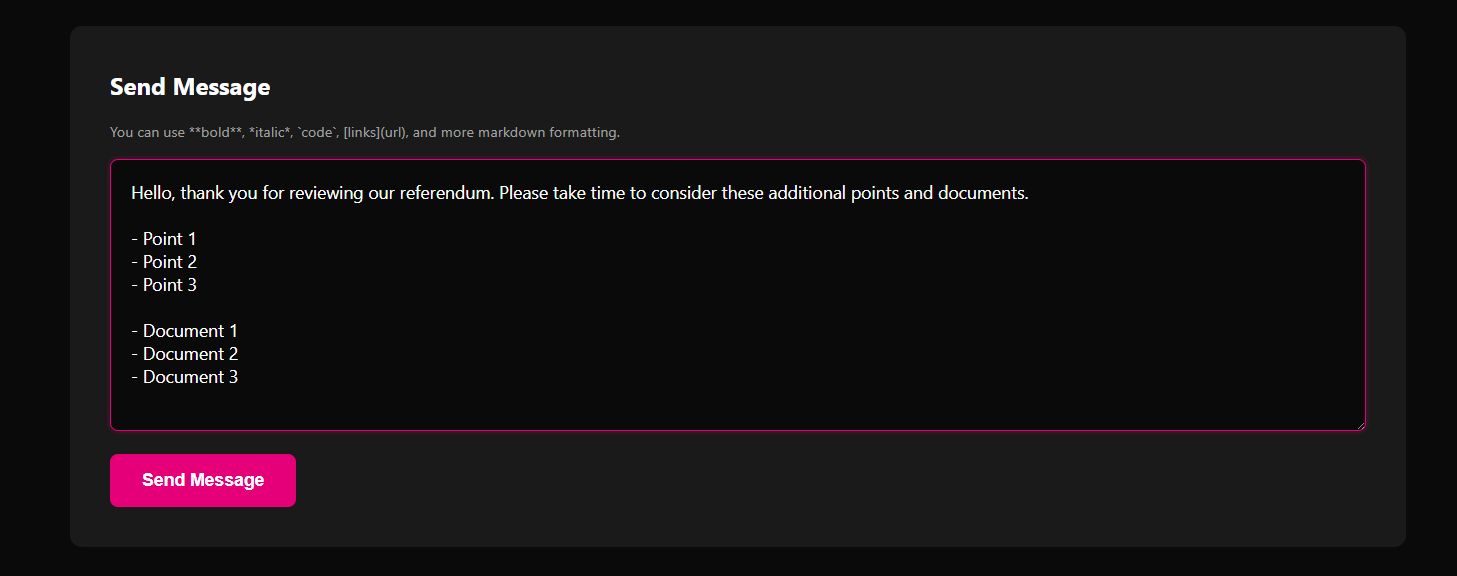 Send Message
You can use **bold**, *italic*, `code`, [links](url), and more markdown formatting.
Hello, thank you for reviewing our referendum. Please take time to consider these additional points and documents.
- Point 1
- Point 2
- Point 3
- Document 1
- Document 2
- Document 3
Send Message